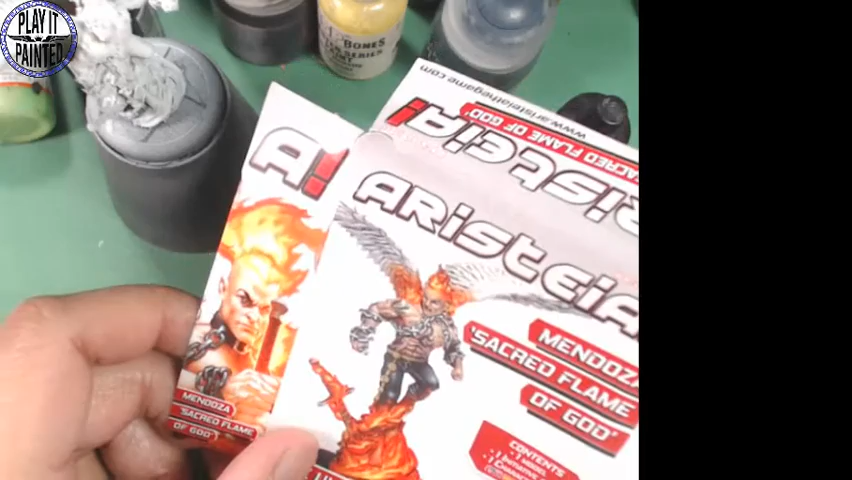 PLAY IT
PAINTED
BONES
SERIES
www.aristeiathegame.com
SACRED FLAME OF GOD'
ARISTEIA!
A!
ARISTEIA
MENDOZA
'SACRED FLAME
OF GOD'
MENDOZA
'SACRED FLAME
OF GOD'
CONTENTS